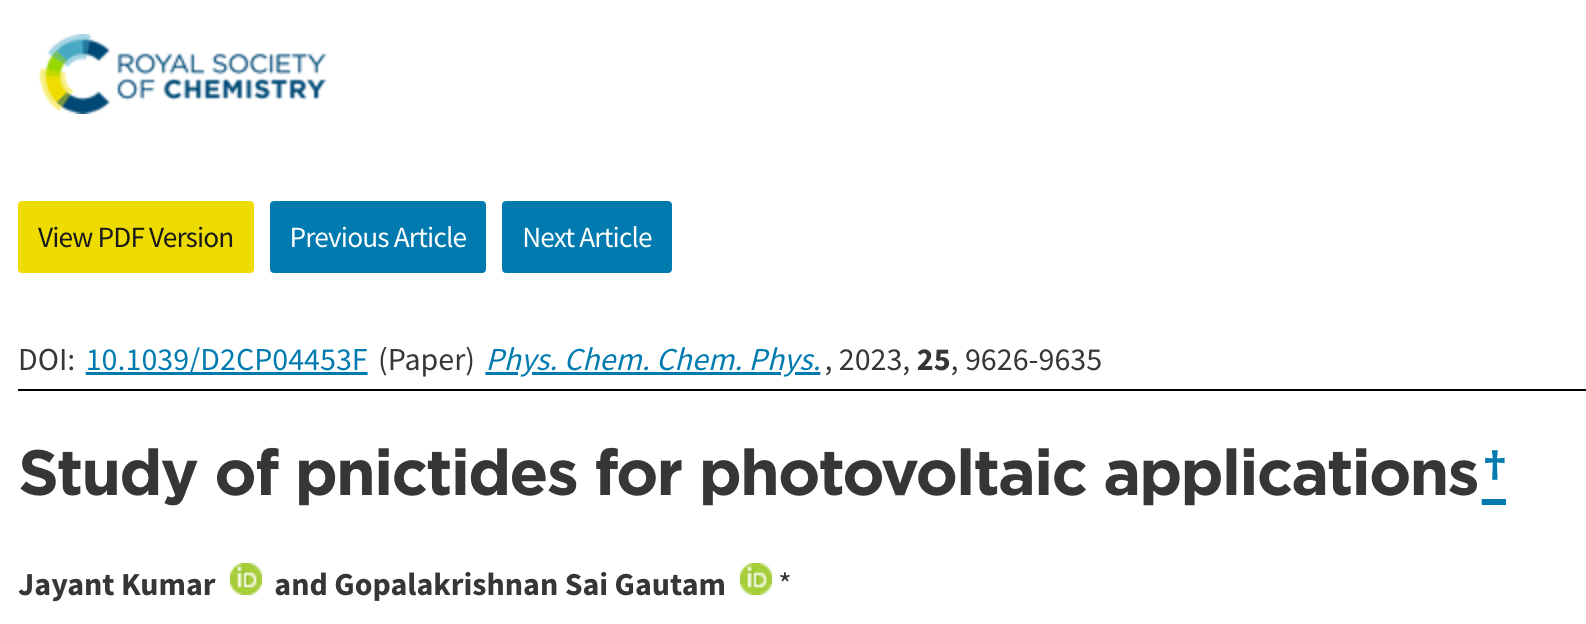 ROYAL SOCIETY
OF CHEMISTRY
View PDF Version Previous Article Next Article
DOI: 10.1039/D2CP04453F (Paper) Phys. Chem. Chem. Phys., 2023, 25, 9626-9635
Study of pnictides for photovoltaic applications†
Jayant Kumar iD and Gopalakrishnan Sai Gautam iD *